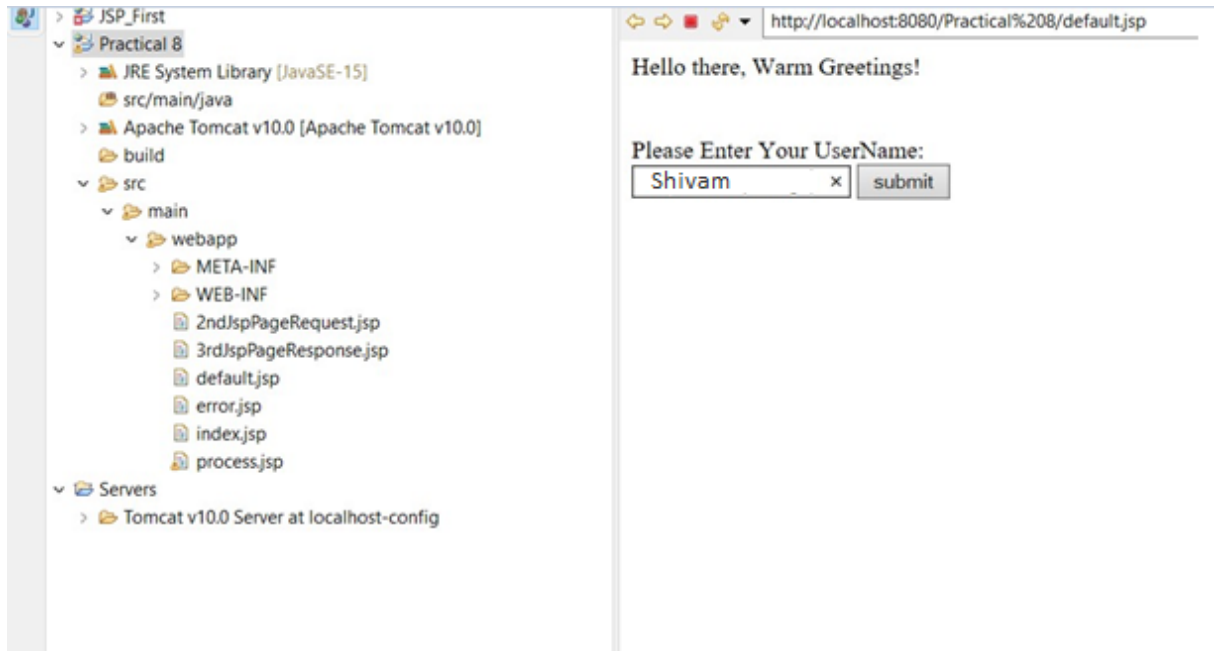 JSP_First
Practical 8
JRE System Library [JavaSE-15]
src/main/java
Apache Tomcat v10.0 [Apache Tomcat v10.0]
build
src
main
webapp
META-INF
WEB-INF
2ndJspPageRequest.jsp
3rdJspPageResponse.jsp
default.jsp
error.jsp
index.jsp
process.jsp
Servers
Tomcat v10.0 Server at localhost-config
http://localhost:8080/Practical%208/default.jsp
Hello there, Warm Greetings!
Please Enter Your UserName:
Shivam × submit